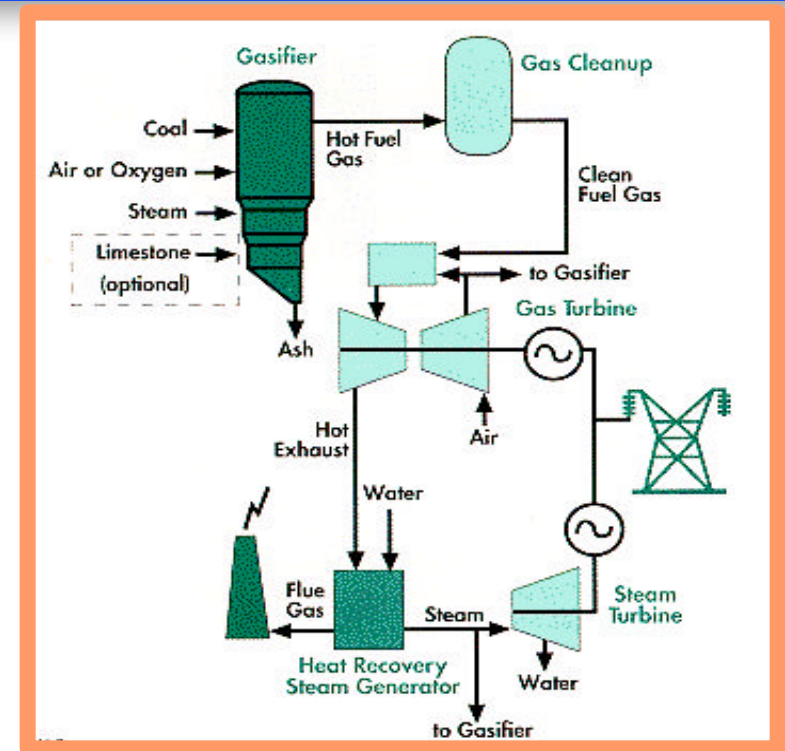 Gasifier
Gas Cleanup
Coal
Hot Fuel
Gas
Air or Oxygen
Clean
Fuel Gas
Steam
Limestone
(optional)
to Gasifier
Gas Turbine
Ash
Air
Hot
Exhaust
Water
Flue
Gas
Steam
Steam
Turbine
Heat Recovery
Steam Generator
Water
to Gasifier